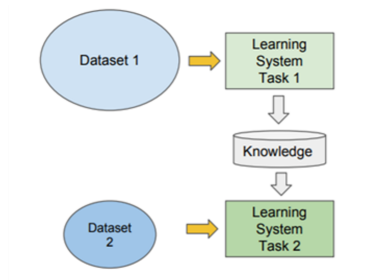 Dataset 1
Learning
System
Task 1
Knowledge
Dataset
2
Learning
System
Task 2